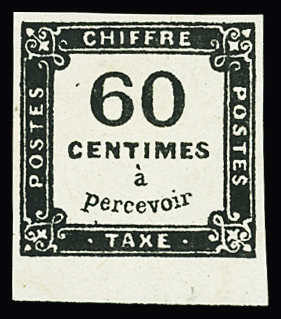 CHIFFRE
POSTES
60
CENTIMES
à
percevoir
POSTES
· TAXE ·